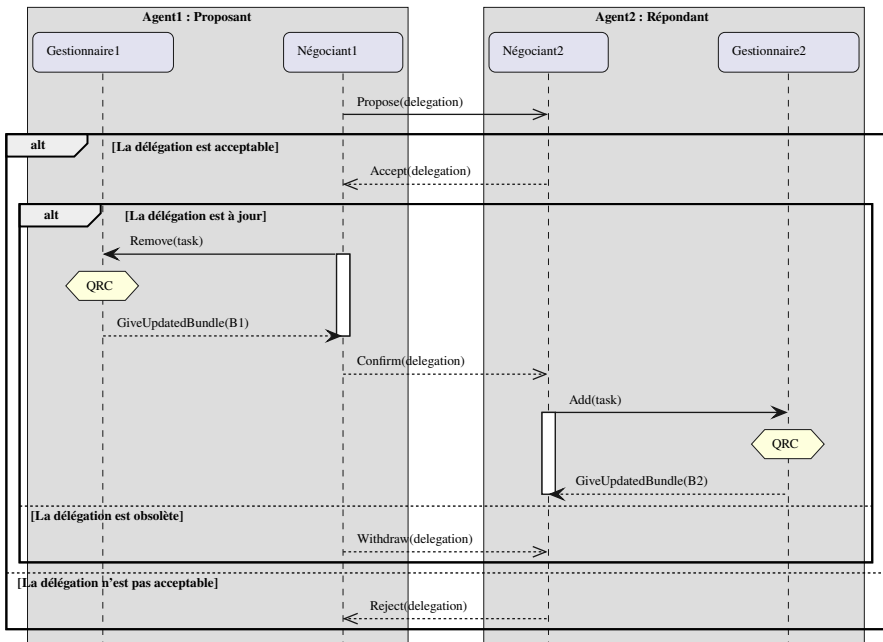 Agent1 : Proposant
Agent2 : Répondant
Gestionnaire1
Négociant1
Négociant2
Gestionnaire2
Propose(delegation)
alt
[La délégation est acceptable]
Accept(delegation)
alt
[La délégation est à jour]
Remove(task)
QRC
GiveUpdatedBundle(B1)
Confirm(delegation)
Add(task)
QRC
GiveUpdatedBundle(B2)
[La délégation est obsolète]
Withdraw(delegation)
[La délégation n'est pas acceptable]
Reject(delegation)